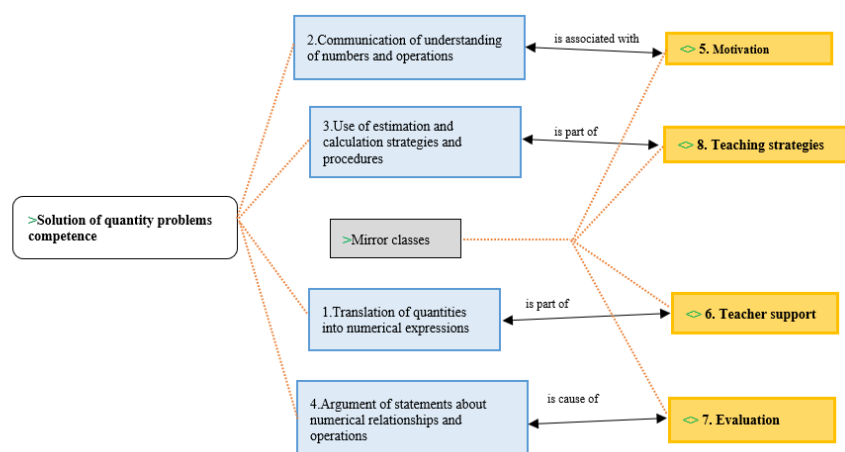 2.Communication of understanding
of numbers and operations
is associated with
<> 5. Motivation
3.Use of estimation and
calculation strategies and
procedures
is part of
<> 8. Teaching strategies
>Solution of quantity problems
competence
>Mirror classes
1.Translation of quantities
into numerical expressions
is part of
<> 6. Teacher support
4.Argument of statements about
numerical relationships and
operations
is cause of
<> 7. Evaluation